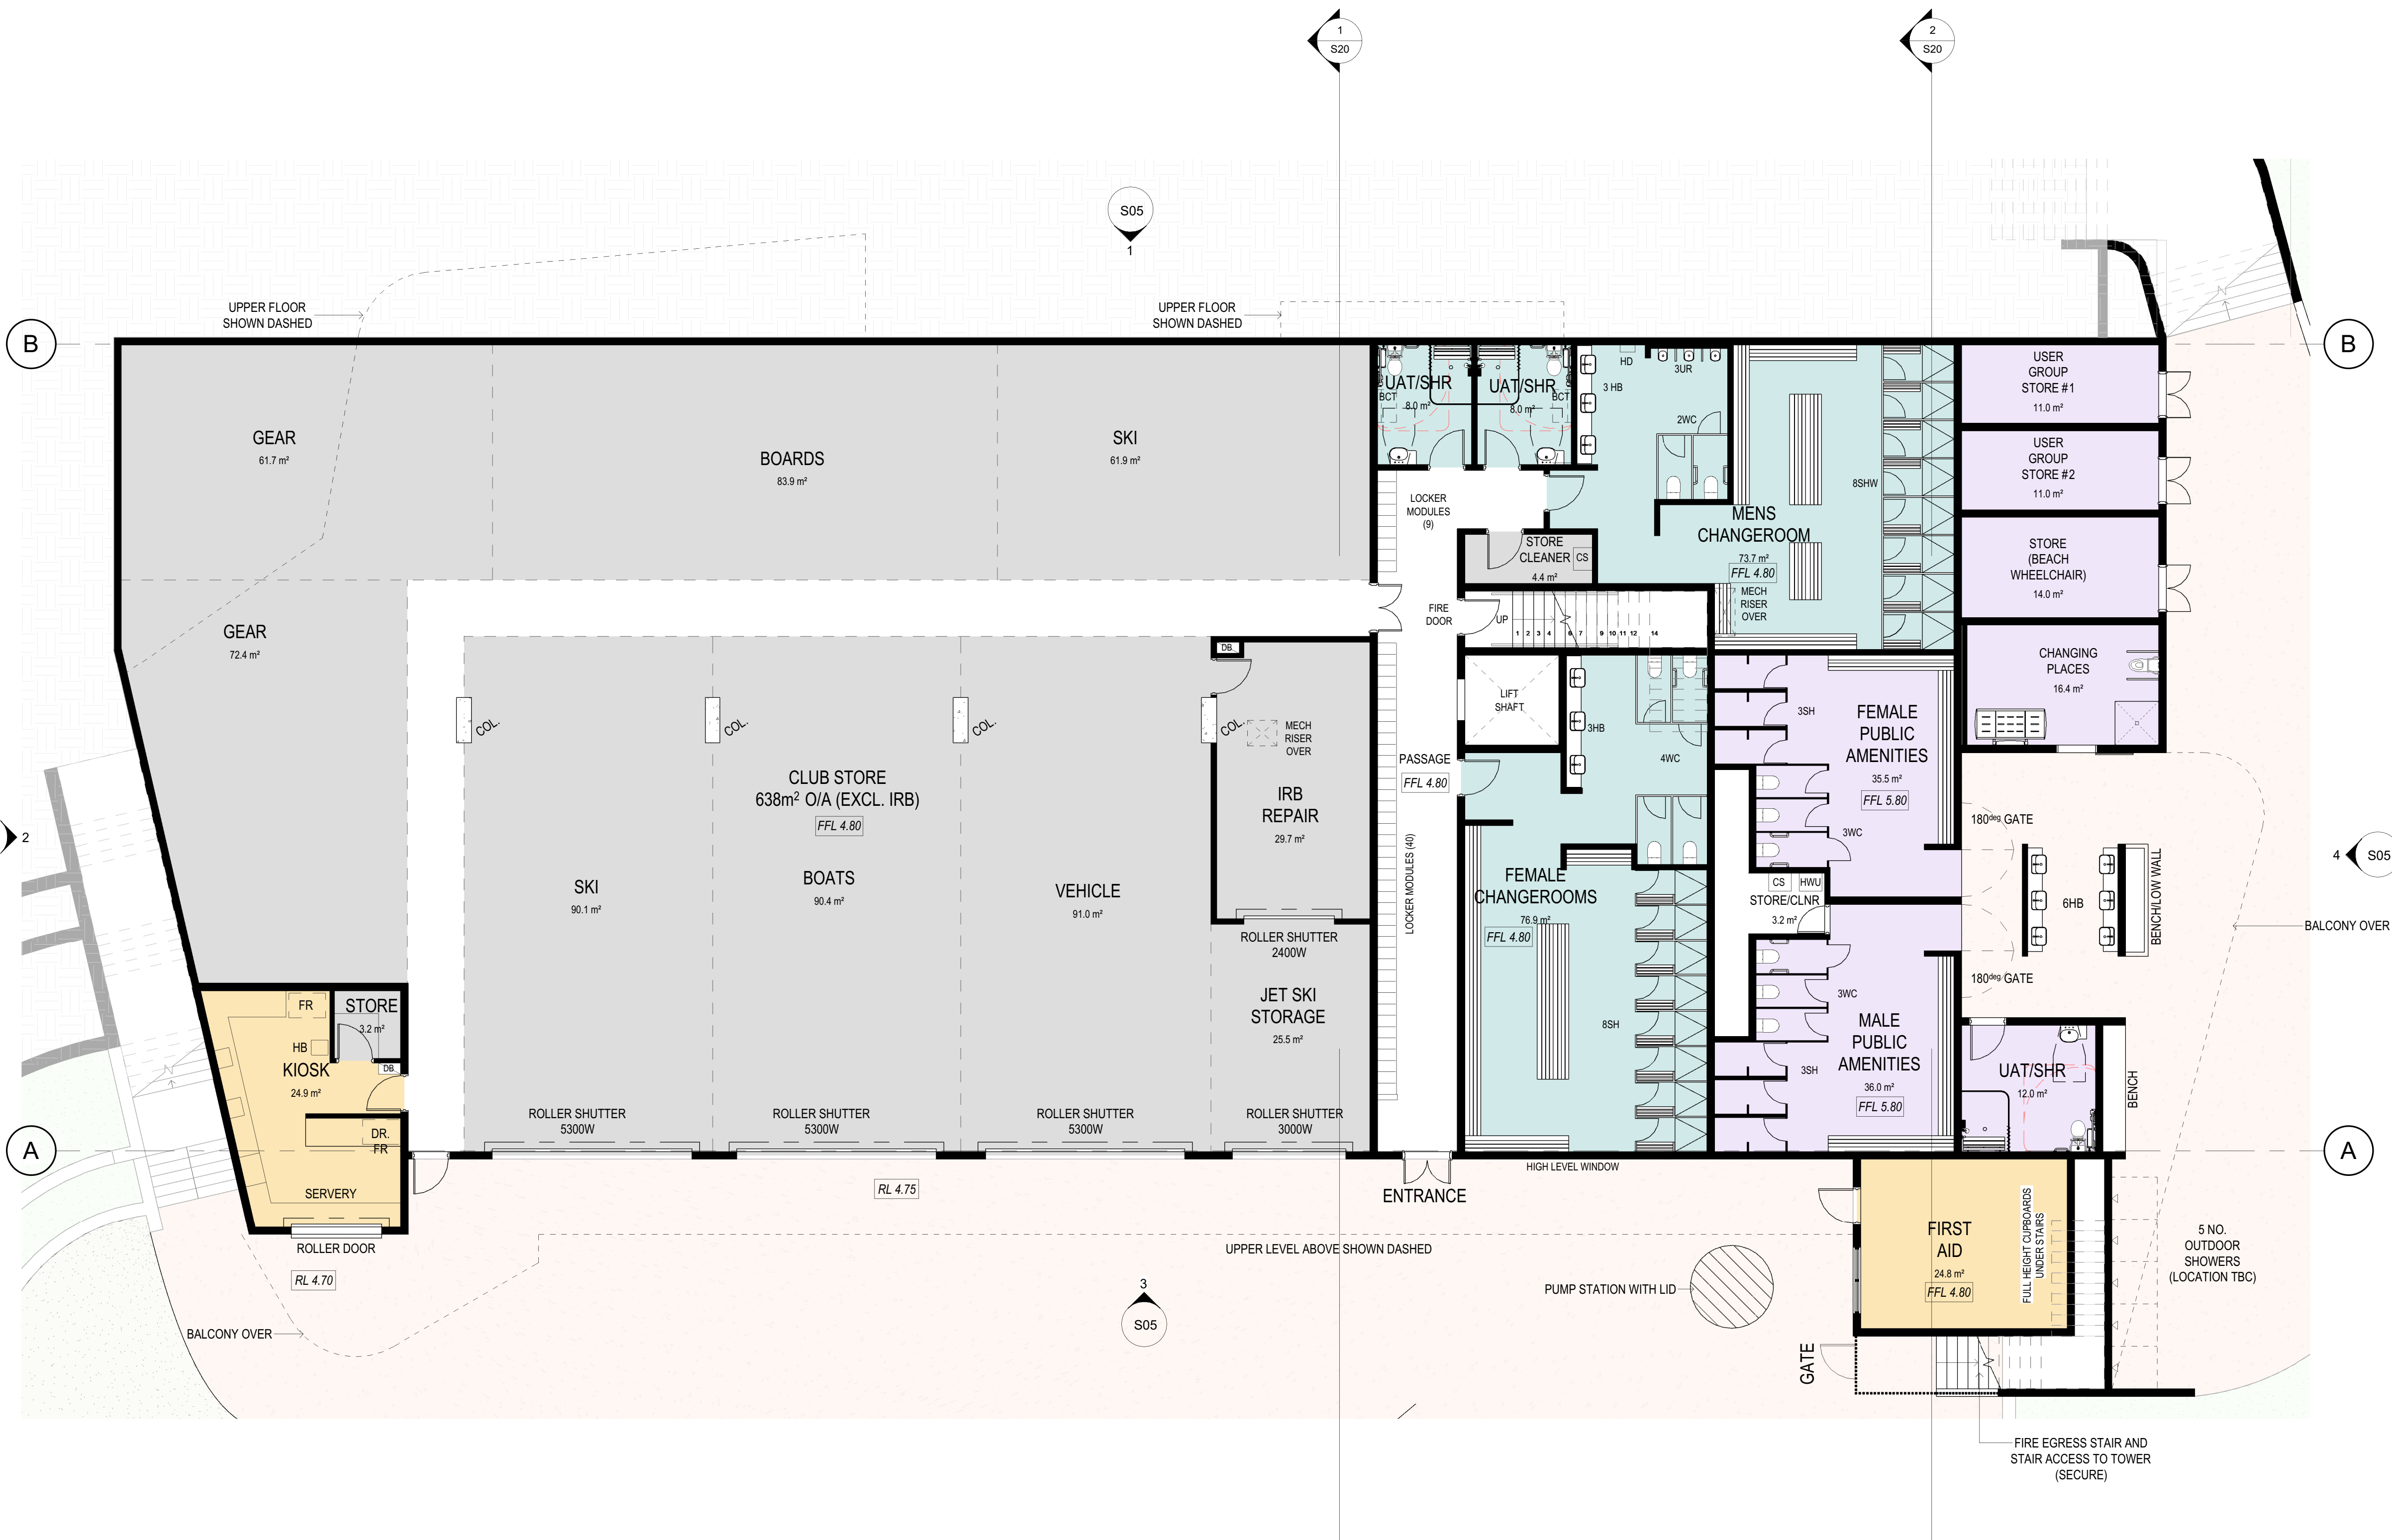 1
S20
2
S20
S05
1
UPPER FLOOR
SHOWN DASHED
UPPER FLOOR
SHOWN DASHED
B
B
GEAR
61.7 m²
BOARDS
83.9 m²
SKI
61.9 m²
UAT/SHR
BCT
8.0 m²
UAT/SHR
BCT
8.0 m²
HD
3 HB
3UR
2WC
8SHW
MENS
CHANGEROOM
73.7 m²
FFL 4.80
MECH
RISER
OVER
USER
GROUP
STORE #1
11.0 m²
USER
GROUP
STORE #2
11.0 m²
STORE
(BEACH
WHEELCHAIR)
14.0 m²
CHANGING
PLACES
16.4 m²
LOCKER
MODULES
(9)
STORE
CLEANER
CS
4.4 m²
FIRE
DOOR
UP
1 2 3 4 6 7 9 10 11 12 14
GEAR
72.4 m²
DB.
COL.
COL.
COL.
COL.
MECH
RISER
OVER
LIFT
SHAFT
3HB
4WC
PASSAGE
FFL 4.80
LOCKER MODULES (40)
CLUB STORE
638m² O/A (EXCL. IRB)
FFL 4.80
IRB
REPAIR
29.7 m²
SKI
90.1 m²
BOATS
90.4 m²
VEHICLE
91.0 m²
ROLLER SHUTTER
2400W
JET SKI
STORAGE
25.5 m²
FEMALE
CHANGEROOMS
76.9 m²
FFL 4.80
8SH
3SH
FEMALE
PUBLIC
AMENITIES
35.5 m²
FFL 5.80
3WC
CS
HWU
STORE/CLNR
3.2 m²
3WC
MALE
PUBLIC
AMENITIES
36.0 m²
FFL 5.80
3SH
180deg GATE
180deg GATE
6HB
BENCH/LOW WALL
BALCONY OVER
2
4
S05
UAT/SHR
12.0 m²
BENCH
FR
STORE
3.2 m²
HB
DB.
KIOSK
24.9 m²
DR.
FR
SERVERY
ROLLER DOOR
RL 4.70
BALCONY OVER
A
A
ROLLER SHUTTER
5300W
ROLLER SHUTTER
5300W
ROLLER SHUTTER
5300W
ROLLER SHUTTER
3000W
RL 4.75
ENTRANCE
HIGH LEVEL WINDOW
UPPER LEVEL ABOVE SHOWN DASHED
3
S05
PUMP STATION WITH LID
FIRST
AID
24.8 m²
FFL 4.80
FULL HEIGHT CUPBOARDS
UNDER STAIRS
5 NO.
OUTDOOR
SHOWERS
(LOCATION TBC)
GATE
N
N
FIRE EGRESS STAIR AND
STAIR ACCESS TO TOWER
(SECURE)